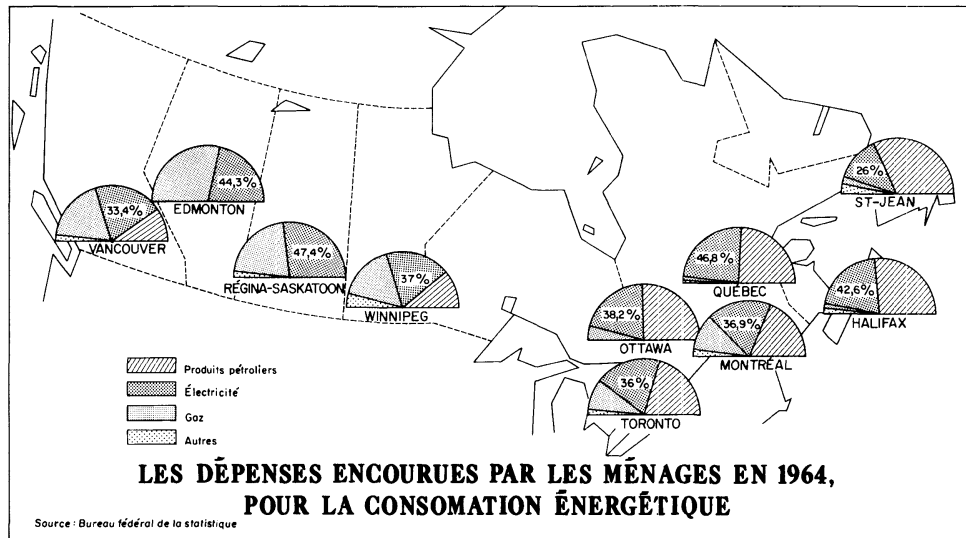 26%
ST-JEAN
44,3%
EDMONTON
33,4%
VANCOUVER
47,4%
RÉGINA-SASKATOON
37%
WINNIPEG
46,8%
QUÉBEC
42,6%
HALIFAX
38,2%
OTTAWA
36,9%
MONTRÉAL
36%
TORONTO
Produits pétroliers
Électricité
Gaz
Autres
LES DÉPENSES ENCOURUES PAR LES MÉNAGES EN 1964,
POUR LA CONSOMATION ÉNERGÉTIQUE
Source : Bureau fédéral de la statistique